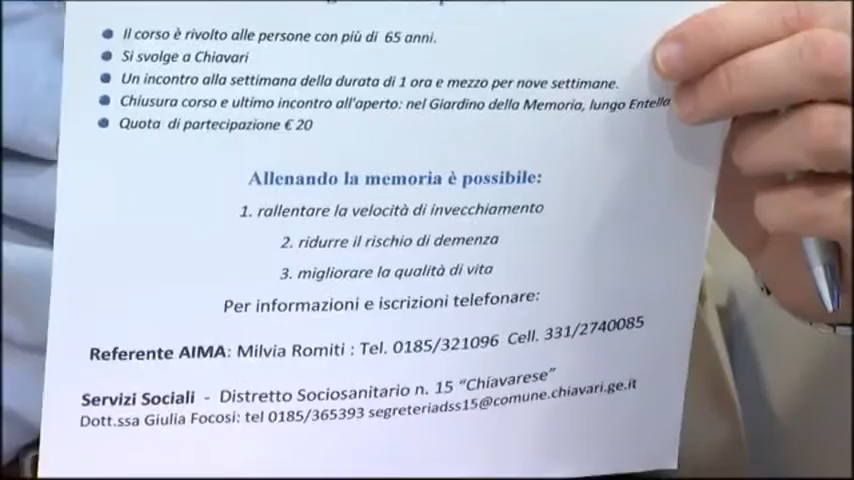 Il corso è rivolto alle persone con più di 65 anni.
Si svolge a Chiavari
Un incontro alla settimana della durata di 1 ora e mezzo per nove settimane.
Chiusura corso e ultimo incontro all'aperto: nel Giardino della Memoria, lungo Entella
Quota di partecipazione € 20
Allenando la memoria è possibile:
1. rallentare la velocità di invecchiamento
2. ridurre il rischio di demenza
3. migliorare la qualità di vita
Per informazioni e iscrizioni telefonare:
Referente AIMA: Milvia Romiti : Tel. 0185/321096 Cell. 331/2740085
Servizi Sociali - Distretto Sociosanitario n. 15 "Chiavarese"
Dott.ssa Giulia Focosi: tel 0185/365393 segreteriadss15@comune.chiavari.ge.it